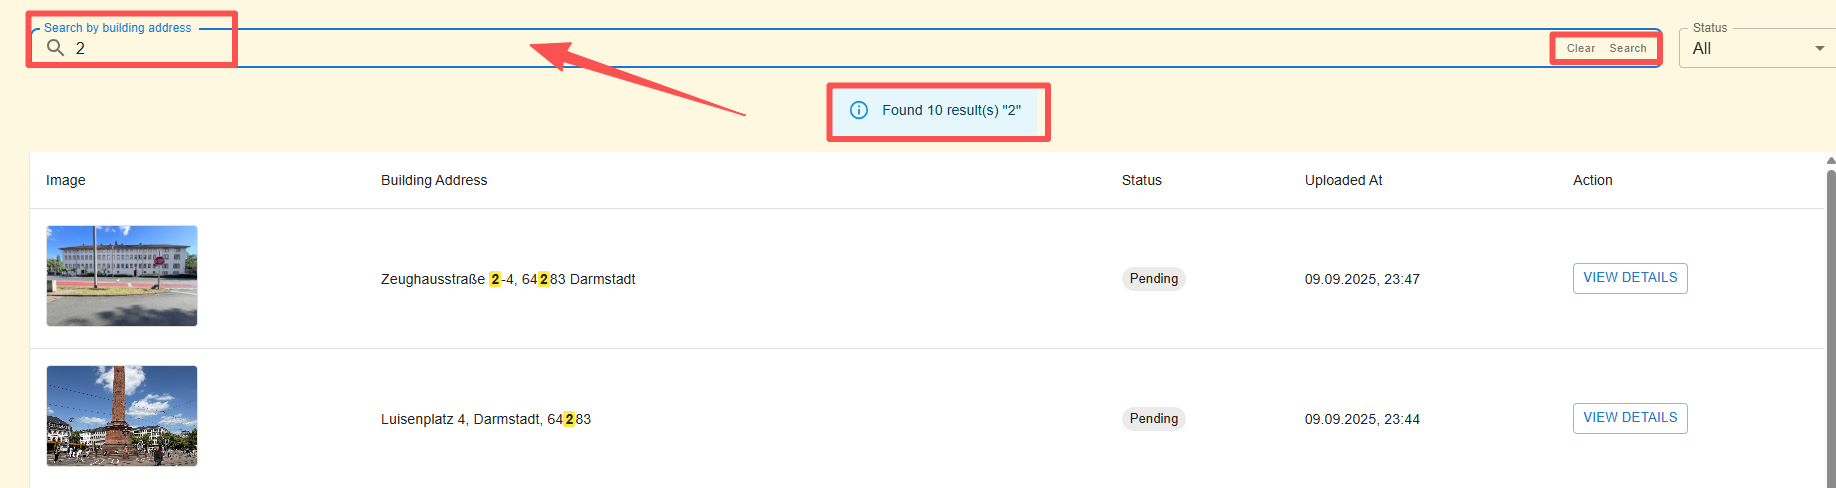 Search by building address
2
Clear Search
Status
All
Found 10 result(s) "2"
Image Building Address Status Uploaded At Action
Zeughausstraße 2-4, 64283 Darmstadt Pending 09.09.2025, 23:47 VIEW DETAILS
Luisenplatz 4, Darmstadt, 64283 Pending 09.09.2025, 23:44 VIEW DETAILS